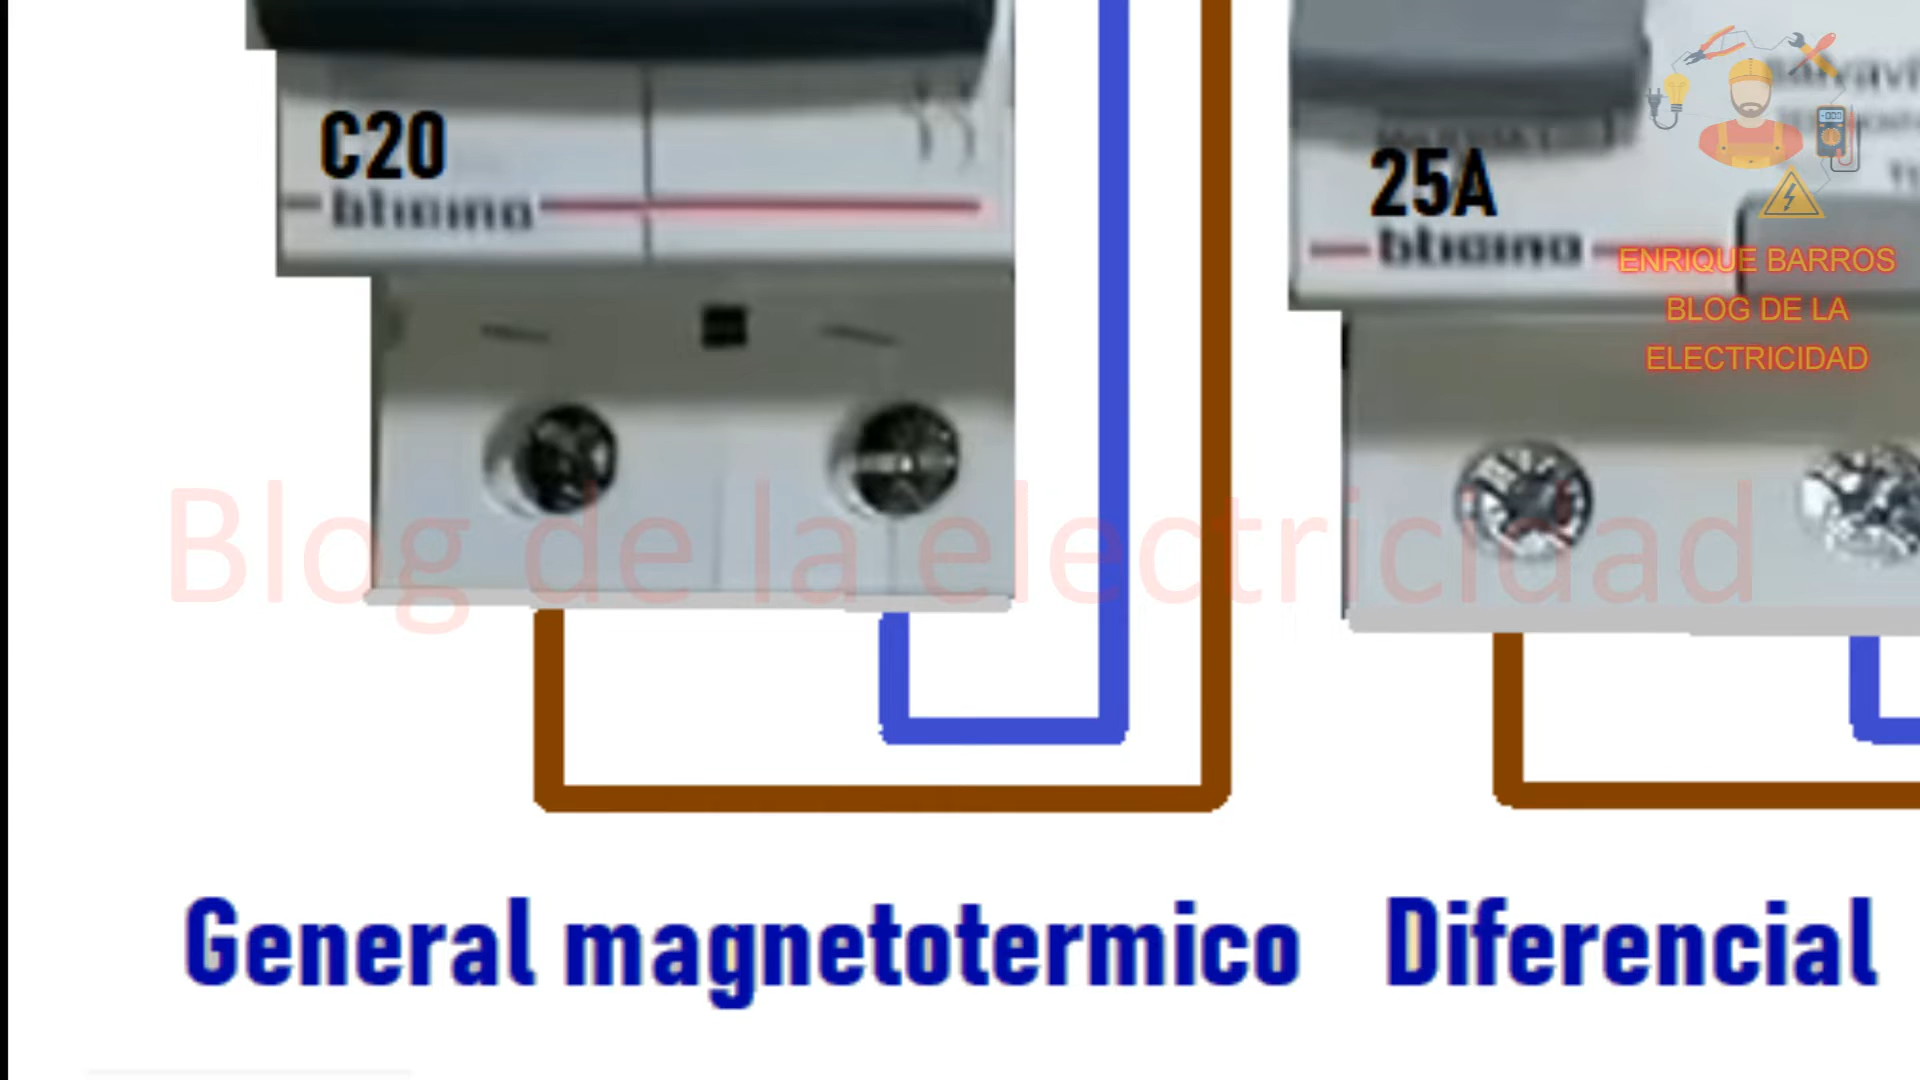 C20
bticino
25A
bticino
ENRIQUE BARROS
BLOG DE LA
ELECTRICIDAD
Blog de la electricidad
General magnetotermico
Diferencial